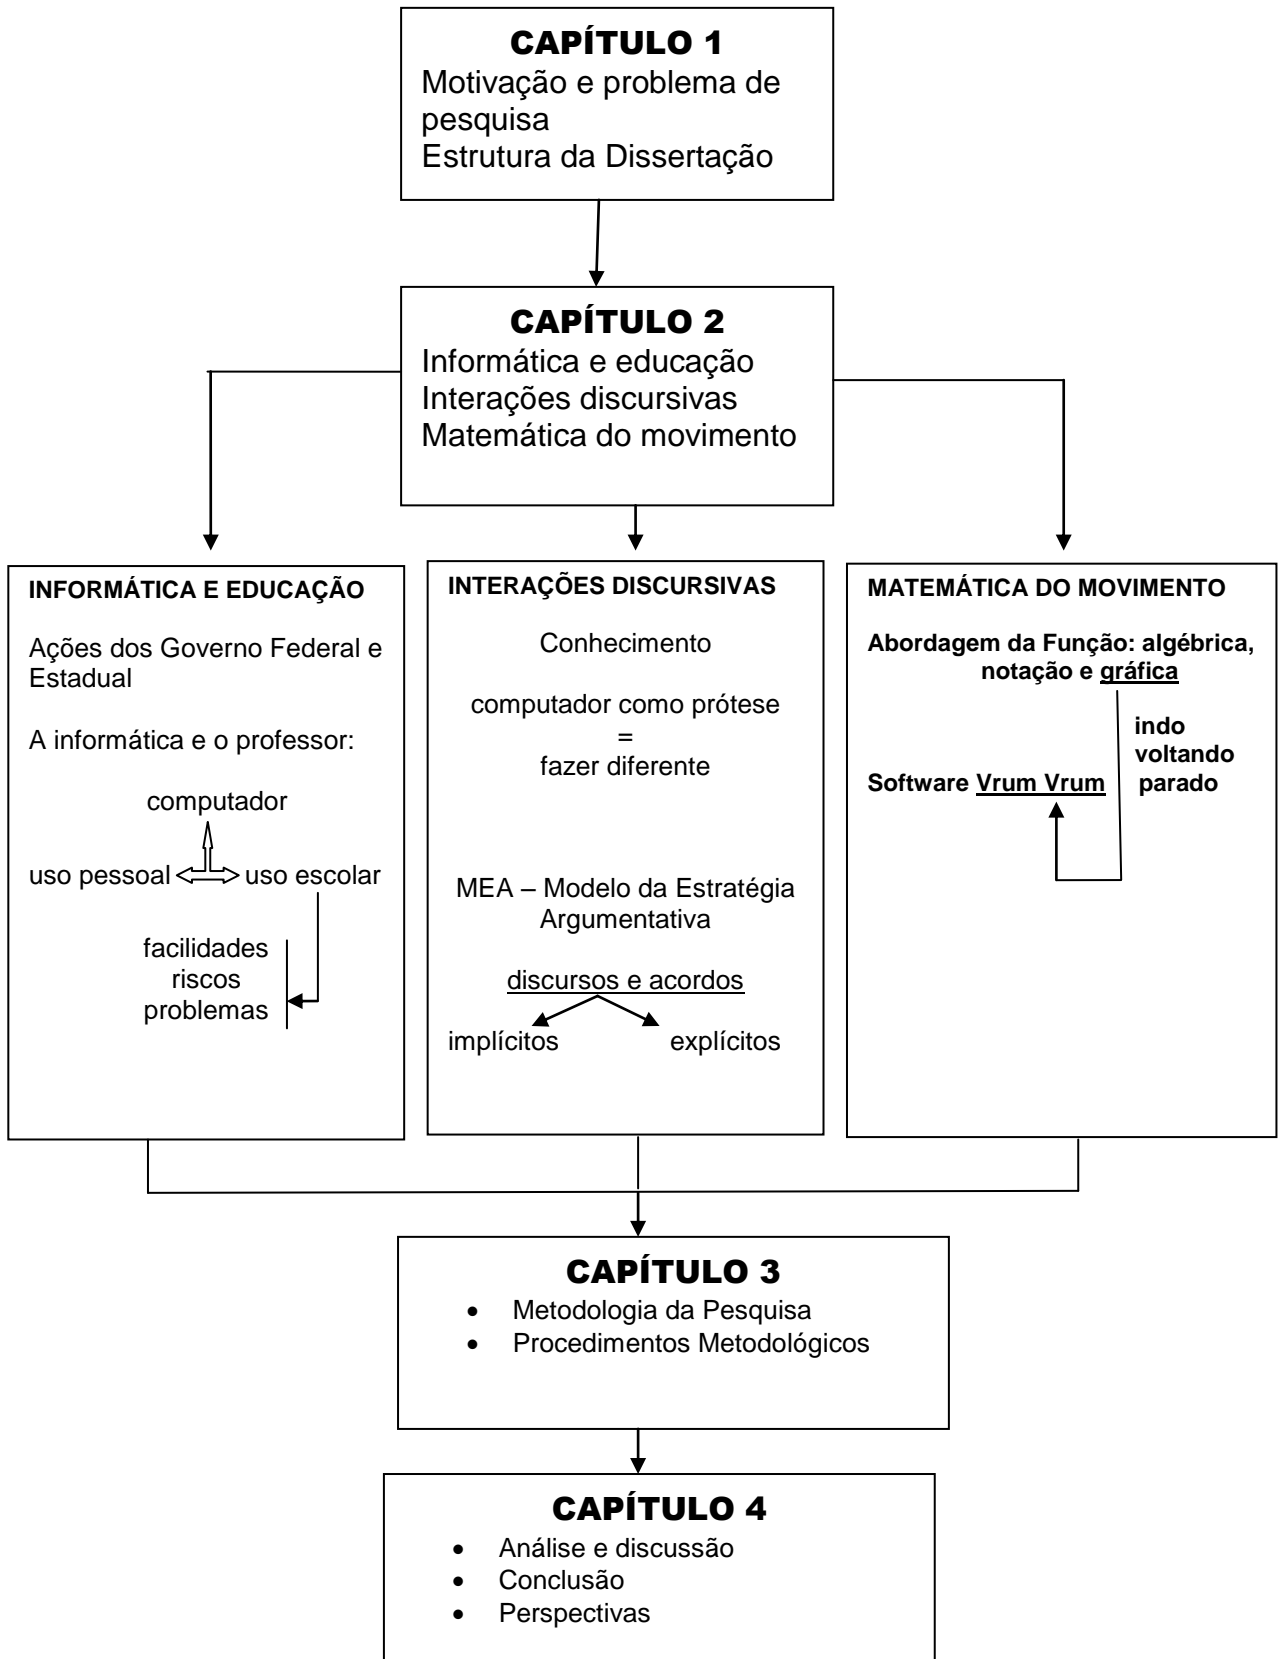 CAPÍTULO 1
Motivação e problema de
pesquisa
Estrutura da Dissertação
CAPÍTULO 2
Informática e educação
Interações discursivas
Matemática do movimento
INFORMÁTICA E EDUCAÇÃO
Ações dos Governo Federal e
Estadual
A informática e o professor:
computador
uso pessoal uso escolar
facilidades
riscos
problemas
INTERAÇÕES DISCURSIVAS
Conhecimento
computador como prótese
=
fazer diferente
MEA – Modelo da Estratégia
Argumentativa
discursos e acordos
implícitos explícitos
MATEMÁTICA DO MOVIMENTO
Abordagem da Função: algébrica,
notação e gráfica
indo
voltando
Software Vrum Vrum parado
CAPÍTULO 3
• Metodologia da Pesquisa
• Procedimentos Metodológicos
CAPÍTULO 4
• Análise e discussão
• Conclusão
• Perspectivas